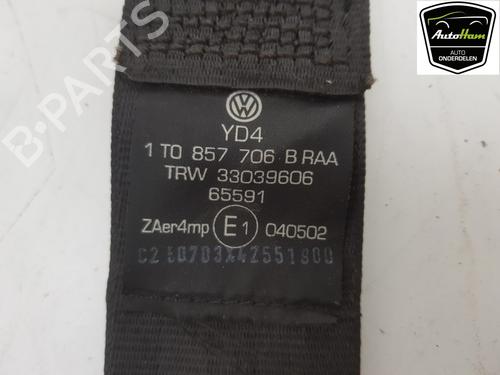 AutoHam
AUTO
ONDERDELEN
B-PARTS
YD4
1T0 857 706 B RAA
TRW 33039606
65591
ZAer4mp E1 040502